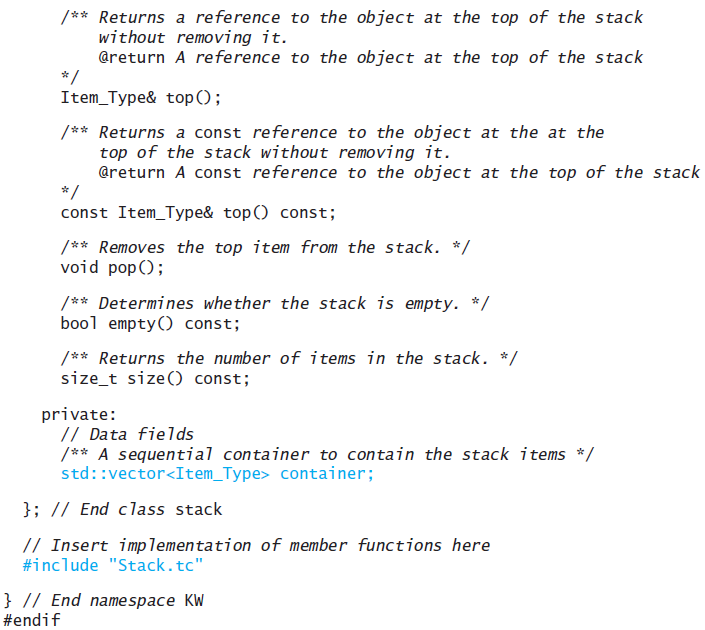 /** Returns a reference to the object at the top of the stack
without removing it.
@return A reference to the object at the top of the stack
*/
Item_Type& top();
/** Returns a const reference to the object at the at the
top of the stack without removing it.
@return A const reference to the object at the top of the stack
*/
const Item_Type& top() const;
/** Removes the top item from the stack. */
void pop();
/** Determines whether the stack is empty. */
bool empty() const;
/** Returns the number of items in the stack. */
size_t size() const;
private:
// Data fields
/** A sequential container to contain the stack items */
std::vector<Item_Type> container;
}; // End class stack
// Insert implementation of member functions here
#include "Stack.tc"
} // End namespace KW
#endif